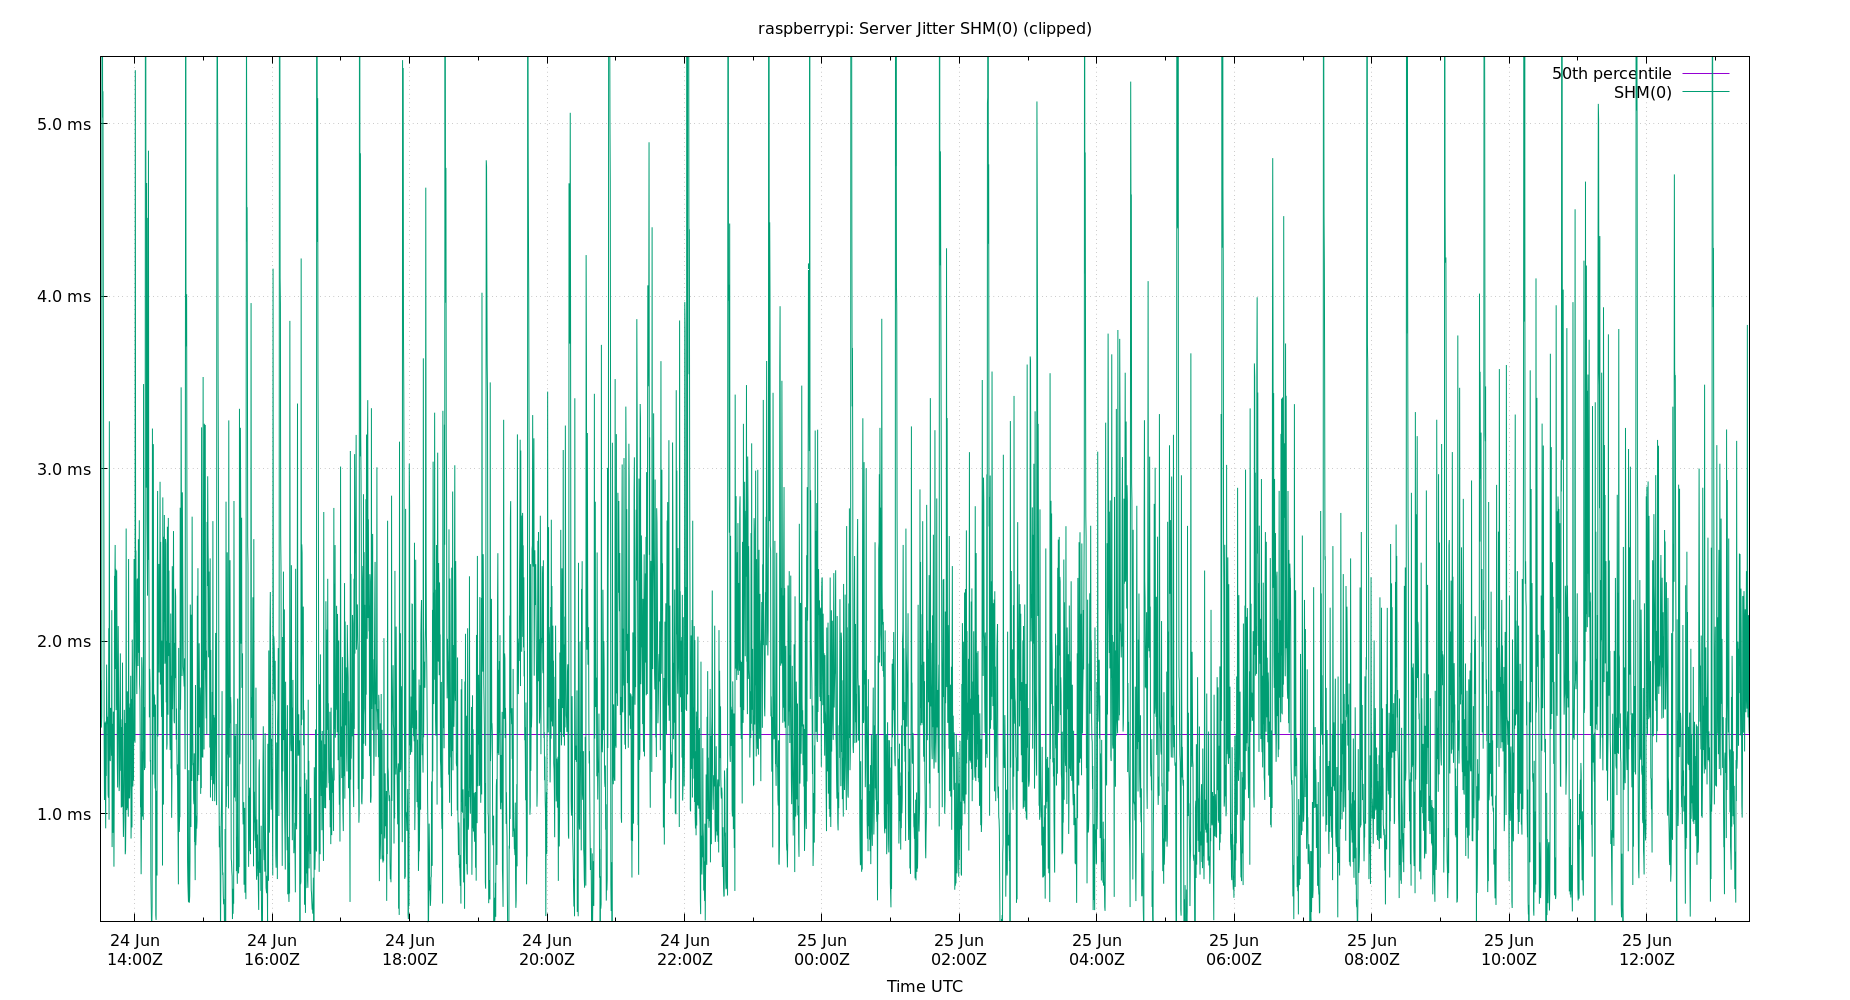 raspberrypi: Server Jitter SHM(0) (clipped)
50th percentile
SHM(0)
5.0 ms
4.0 ms
3.0 ms
2.0 ms
1.0 ms
24 Jun 24 Jun 24 Jun 24 Jun 24 Jun 25 Jun 25 Jun 25 Jun 25 Jun 25 Jun 25 Jun 25 Jun
14:00Z 16:00Z 18:00Z 20:00Z 22:00Z 00:00Z 02:00Z 04:00Z 06:00Z 08:00Z 10:00Z 12:00Z
Time UTC